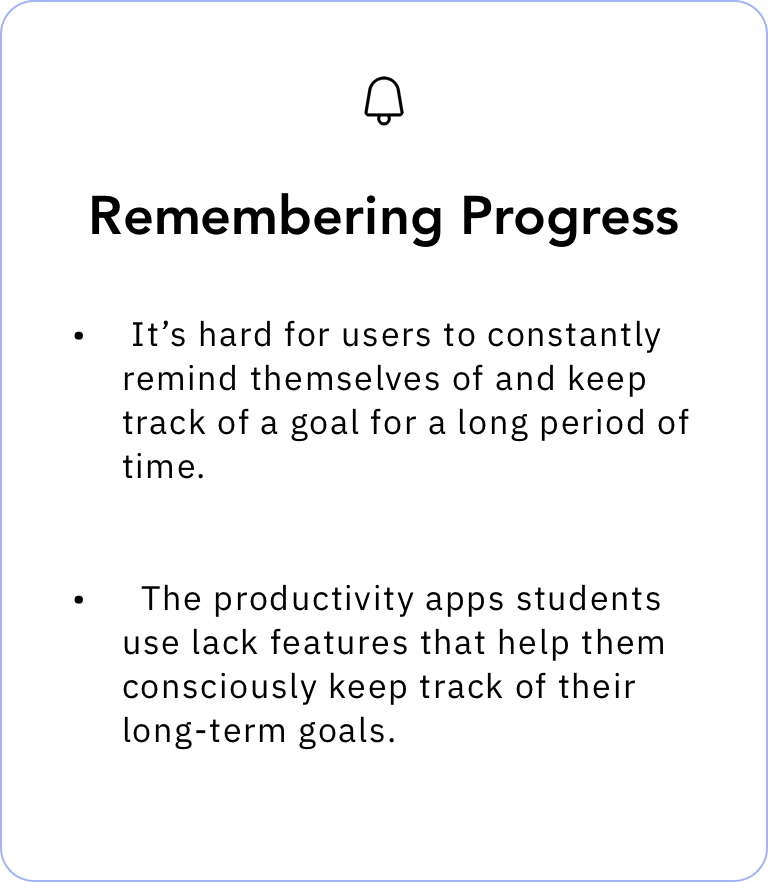 Remembering Progress
• It’s hard for users to constantly
remind themselves of and keep
track of a goal for a long period of
time.
• The productivity apps students
use lack features that help them
consciously keep track of their
long-term goals.